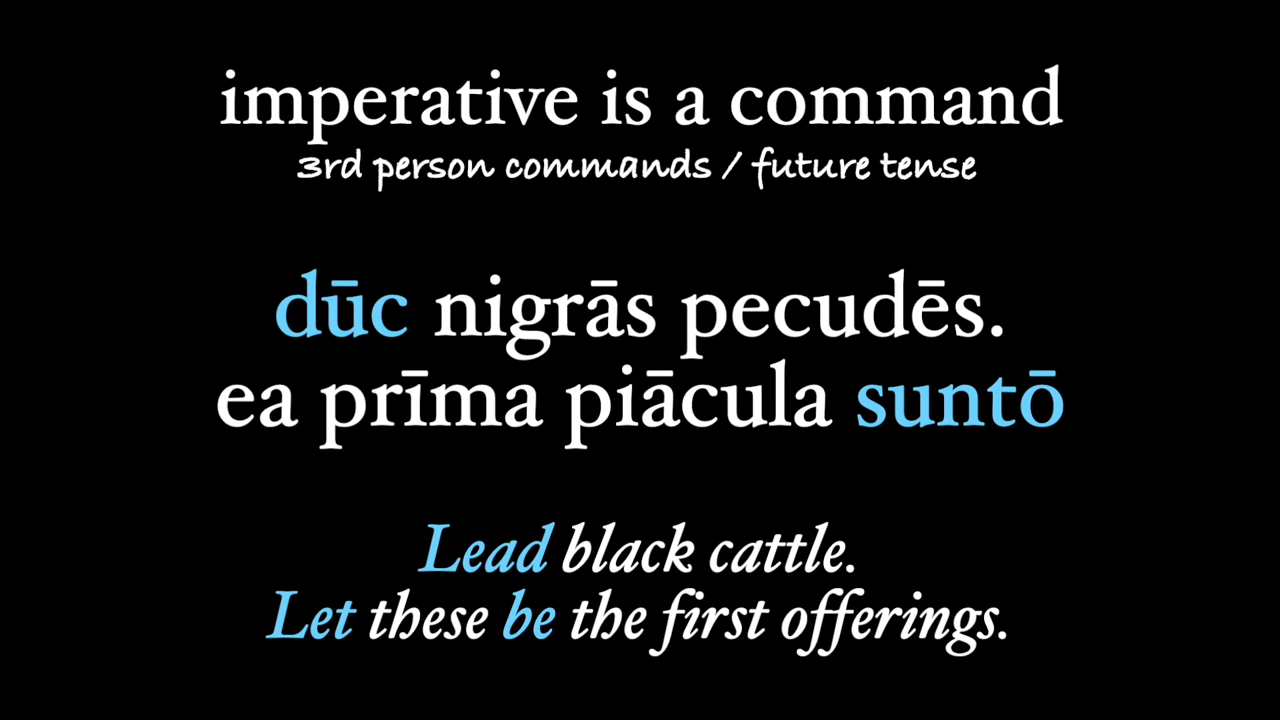 imperative is a command
3rd person commands / future tense
dūc nigrās pecudēs.
ea prīma piācula suntō
Lead black cattle.
Let these be the first offerings.